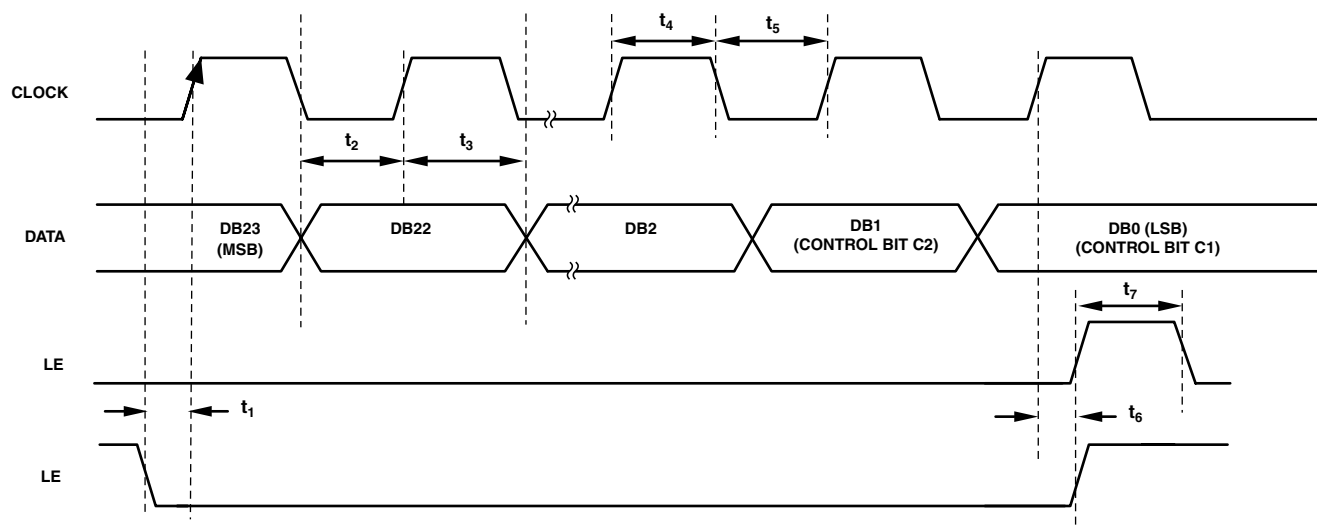 t4
t5
CLOCK
t2
t3
DATA
DB23
(MSB)
DB22
DB2
DB1
(CONTROL BIT C2)
DB0 (LSB)
(CONTROL BIT C1)
t7
LE
t1
t6
LE